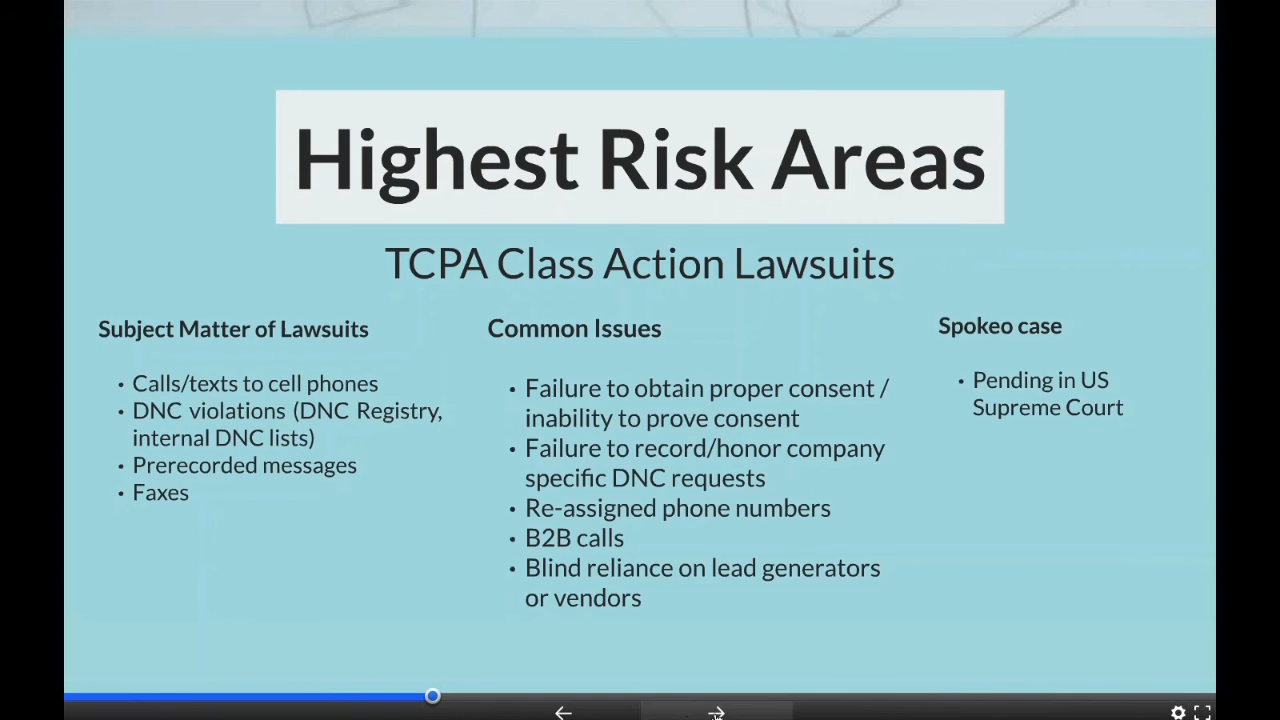 Highest Risk Areas
TCPA Class Action Lawsuits
Subject Matter of Lawsuits
• Calls/texts to cell phones
• DNC violations (DNC Registry,
internal DNC lists)
• Prerecorded messages
• Faxes
Common Issues
• Failure to obtain proper consent /
inability to prove consent
• Failure to record/honor company
specific DNC requests
• Re-assigned phone numbers
• B2B calls
• Blind reliance on lead generators
or vendors
Spokeo case
• Pending in US
Supreme Court